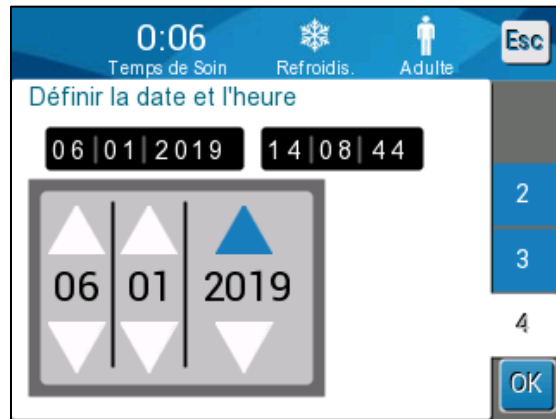 0:06
Temps de Soin
Refroidis.
Adulte
Esc
Définir la date et l'heure
06|01|2019
14|08|44
06 01 2019
2
3
4
OK